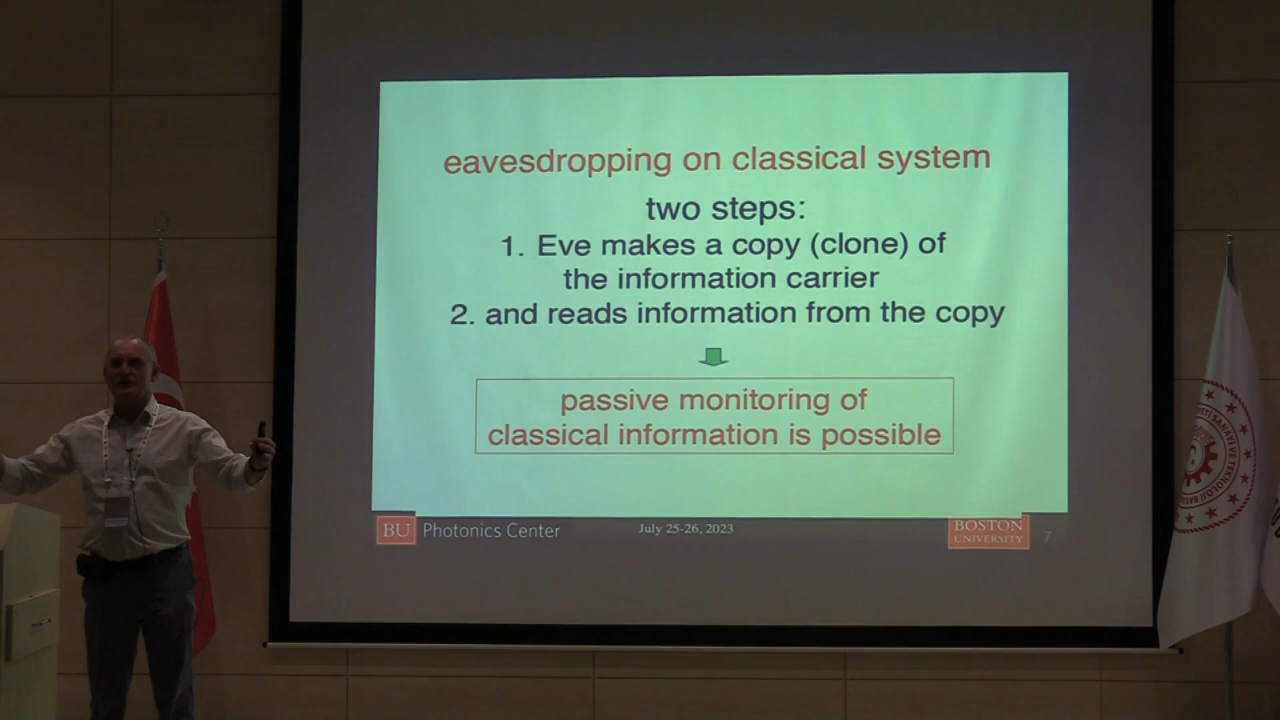 eavesdropping on classical system
two steps:
1. Eve makes a copy (clone) of
the information carrier
2. and reads information from the copy
passive monitoring of
classical information is possible
BU Photonics Center
July 25-26, 2023
BOSTON
UNIVERSITY
7